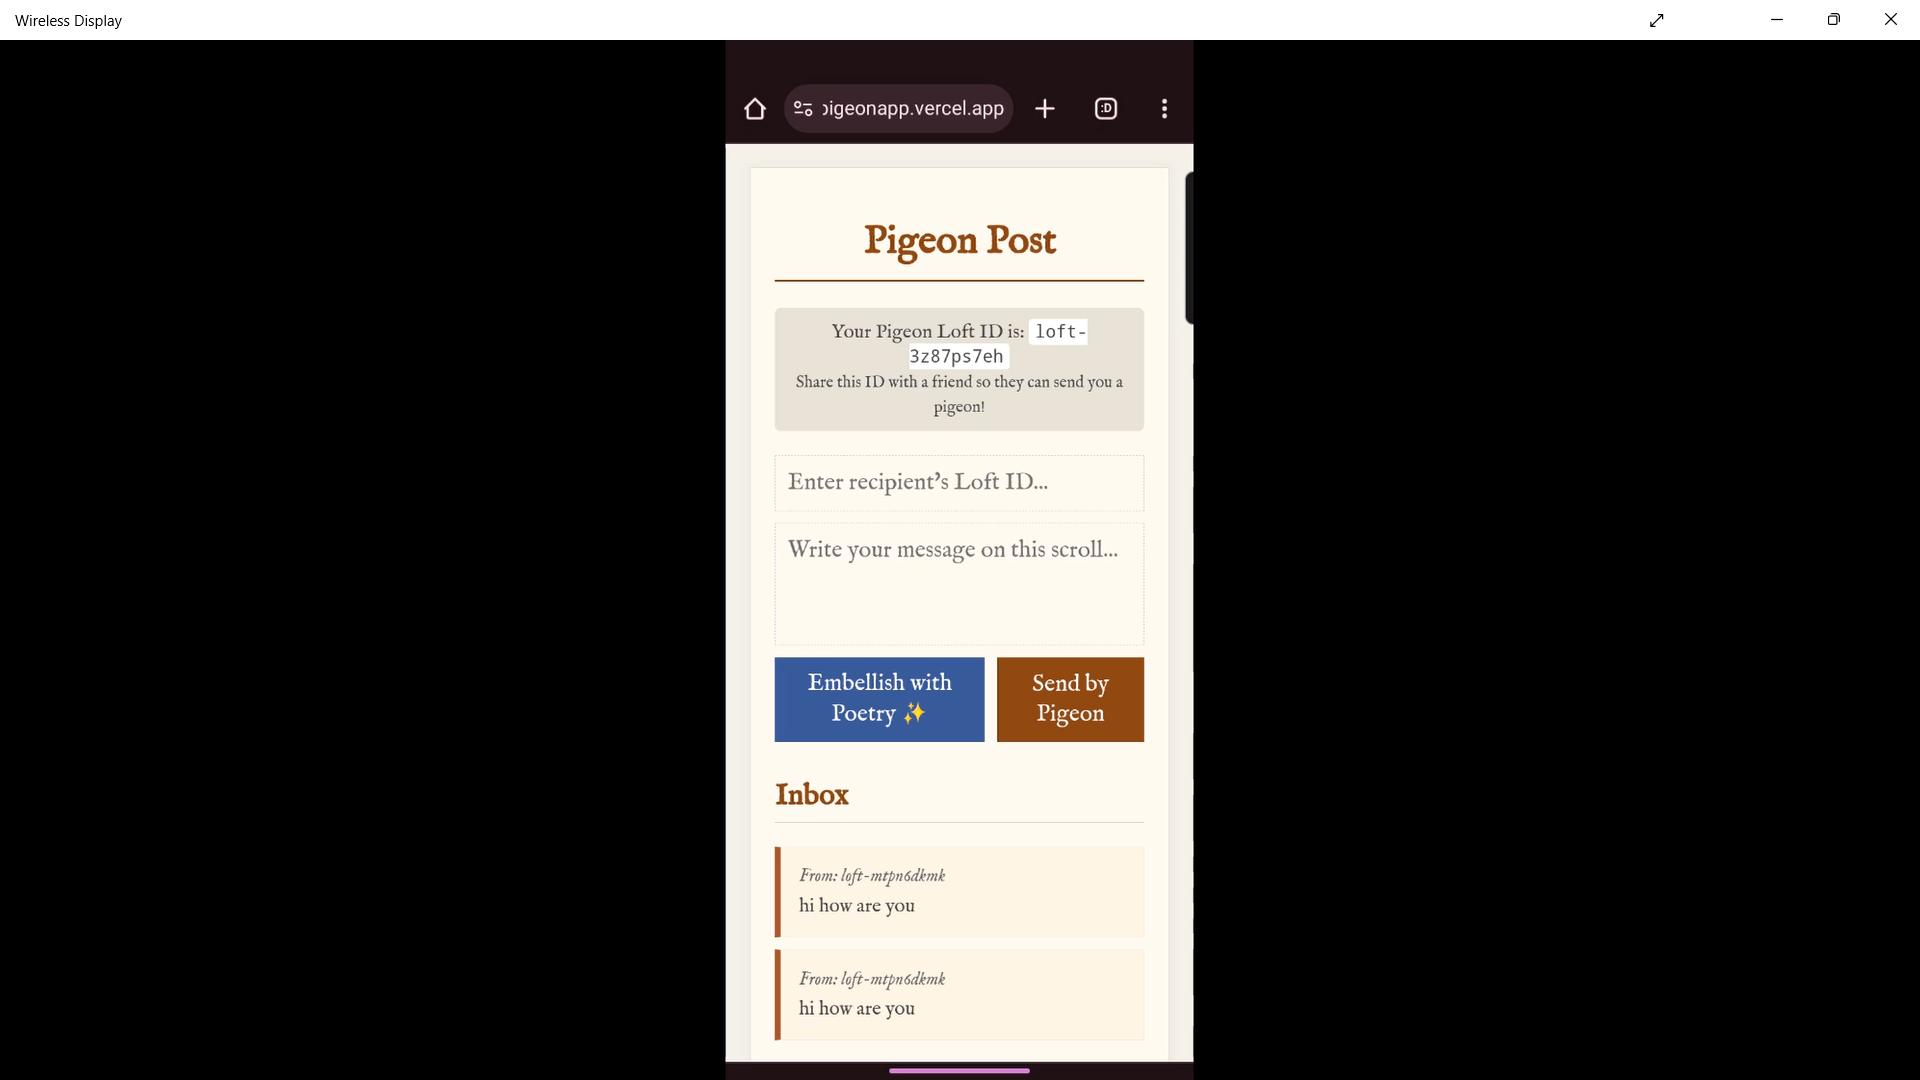 Wireless Display
pigeonapp.vercel.app
:D
Pigeon Post
Your Pigeon Loft ID is: loft-
3z87ps7eh
Share this ID with a friend so they can send you a
pigeon!
Enter recipient's Loft ID...
Write your message on this scroll...
Embellish with
Poetry ✨
Send by
Pigeon
Inbox
From: loft-mtpn6dkmk
hi how are you
From: loft-mtpn6dkmk
hi how are you